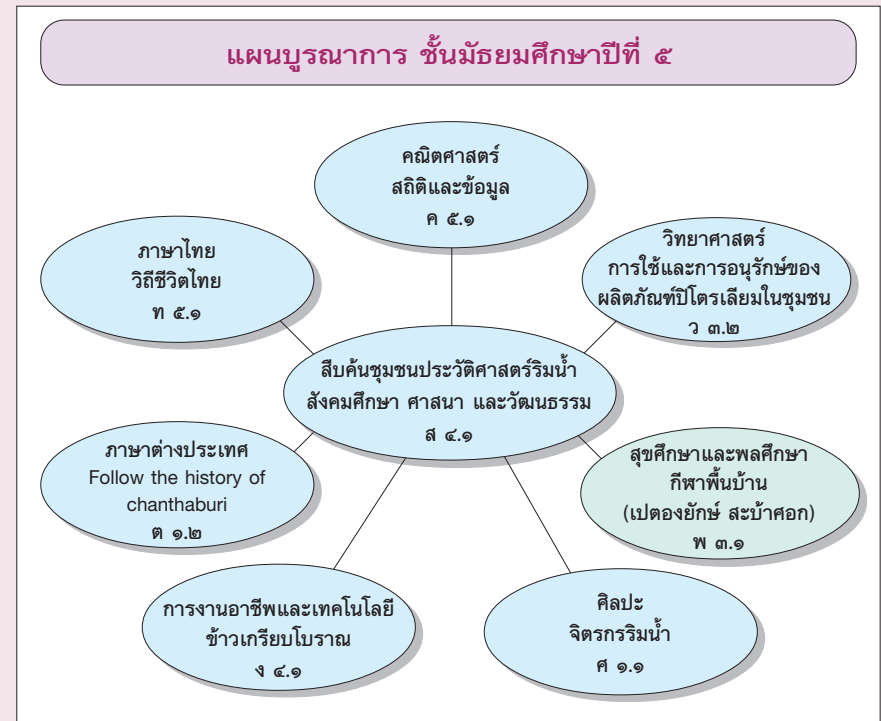 แผนบูรณาการ ชั้นมัธยมศึกษาปีที่ ๕
คณิตศาสตร์
สถิติและข้อมูล
ค ๕.๑
ภาษาไทย
วิถีชีวิตไทย
ท ๕.๑
วิทยาศาสตร์
การใช้และการอนุรักษ์ของ
ผลิตภัณฑ์ปิโตรเลียมในชุมชน
ว ๓.๒
สืบค้นชุมชนประวัติศาสตร์ริมน้ำ
สังคมศึกษา ศาสนา และวัฒนธรรม
ส ๔.๑
ภาษาต่างประเทศ
Follow the history of
chanthaburi
ต ๑.๒
สุขศึกษาและพลศึกษา
กีฬาพื้นบ้าน
(เปตองยักษ์ สะบ้าศอก)
พ ๓.๑
การงานอาชีพและเทคโนโลยี
ข้าวเกรียบโบราณ
ง ๔.๑
ศิลปะ
จิตรกรริมน้ำ
ศ ๑.๑